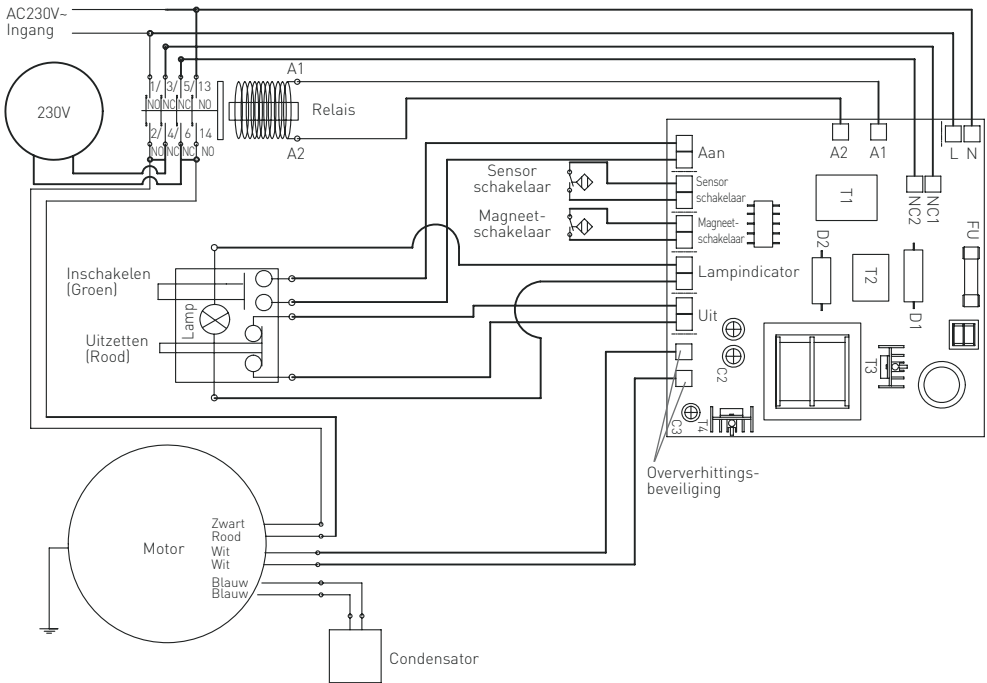 AC230V~
Ingang
230V
1/ 3/ 5/ 13
NO NC NC NO
2/ 4/ 6 14
NO NC NC NO
A1
Relais
A2
A2 A1
L N
NC2 NC1
FU
T1
D2
T2
D1
T3
C2
C3
T4
Aan
Sensor
schakelaar
Magneet-
schakelaar
Lampindicator
Uit
Sensor
schakelaar
Magneet-
schakelaar
Inschakelen
(Groen)
Lamp
Uitzetten
(Rood)
Oververhittings-
beveiliging
Motor
Zwart
Rood
Wit
Wit
Blauw
Blauw
Condensator